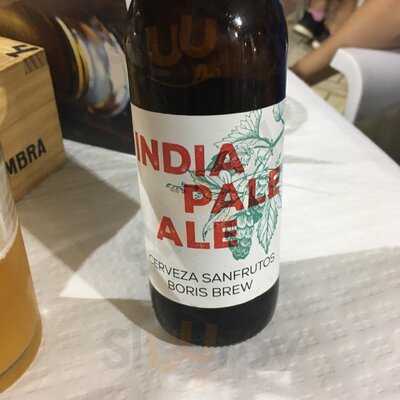 INDIA
PALE
ALE
CERVEZA SANFRUTOS
BORIS BREW
MBRA